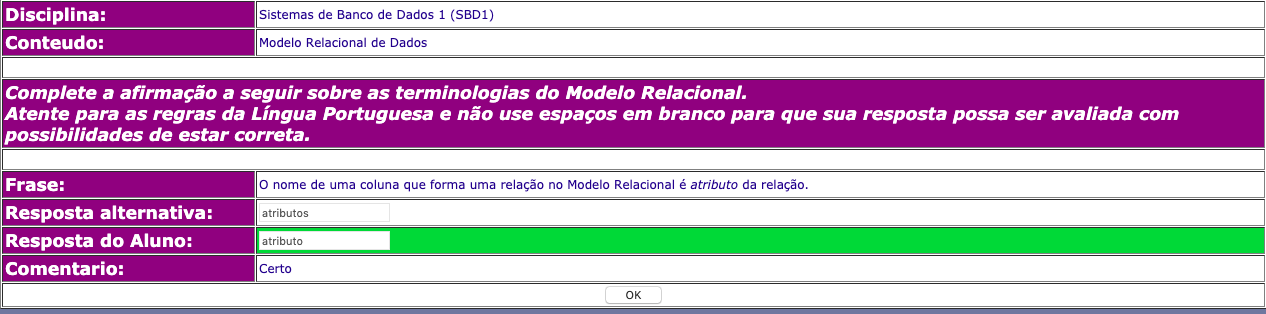 Disciplina: Sistemas de Banco de Dados 1 (SBD1)
Conteudo: Modelo Relacional de Dados
Complete a afirmação a seguir sobre as terminologias do Modelo Relacional.
Atente para as regras da Língua Portuguesa e não use espaços em branco para que sua resposta possa ser avaliada com
possibilidades de estar correta.
Frase: O nome de uma coluna que forma uma relação no Modelo Relacional é atributo da relação.
Resposta alternativa: atributos
Resposta do Aluno: atributo
Comentario: Certo
OK